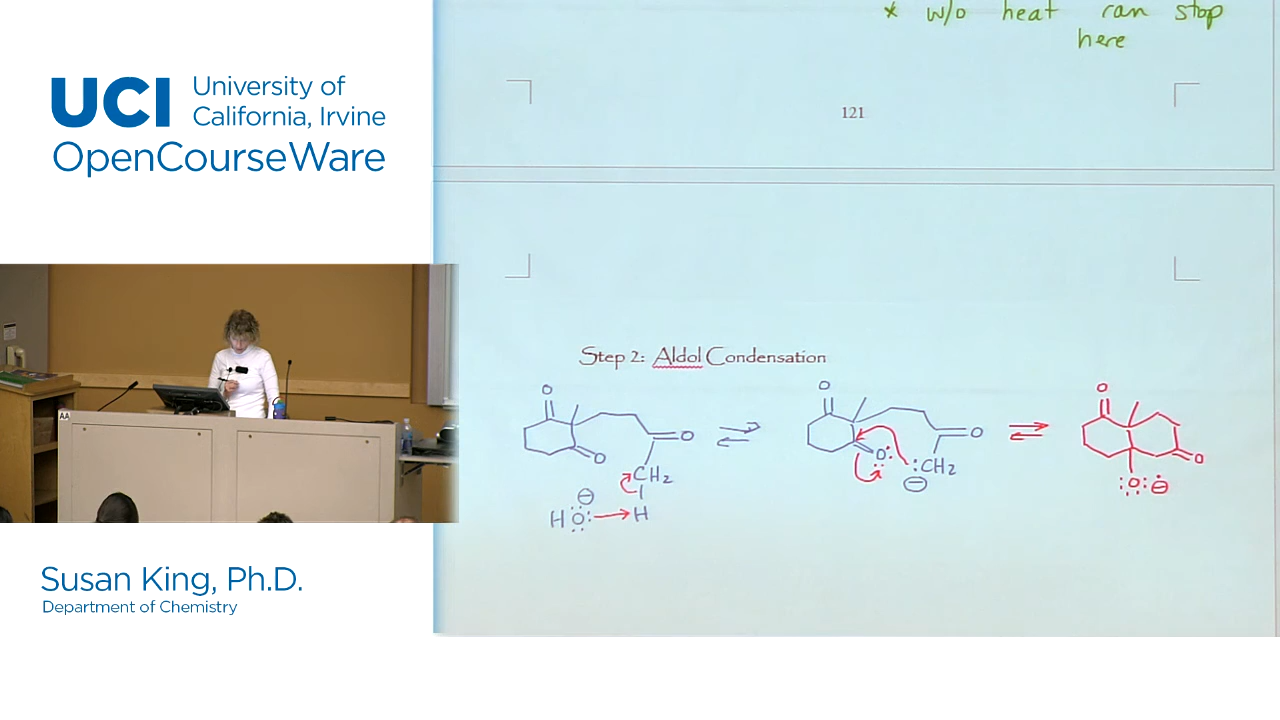 * w/o heat can stop
here
UCI University of
California, Irvine
OpenCourseWare
121
Step 2: Aldol Condensation
O O O
O O O
O CH2 O :CH2 O
⊖ ⊖ :O: ⊖
HO: → H
AA
Susan King, Ph.D.
Department of Chemistry